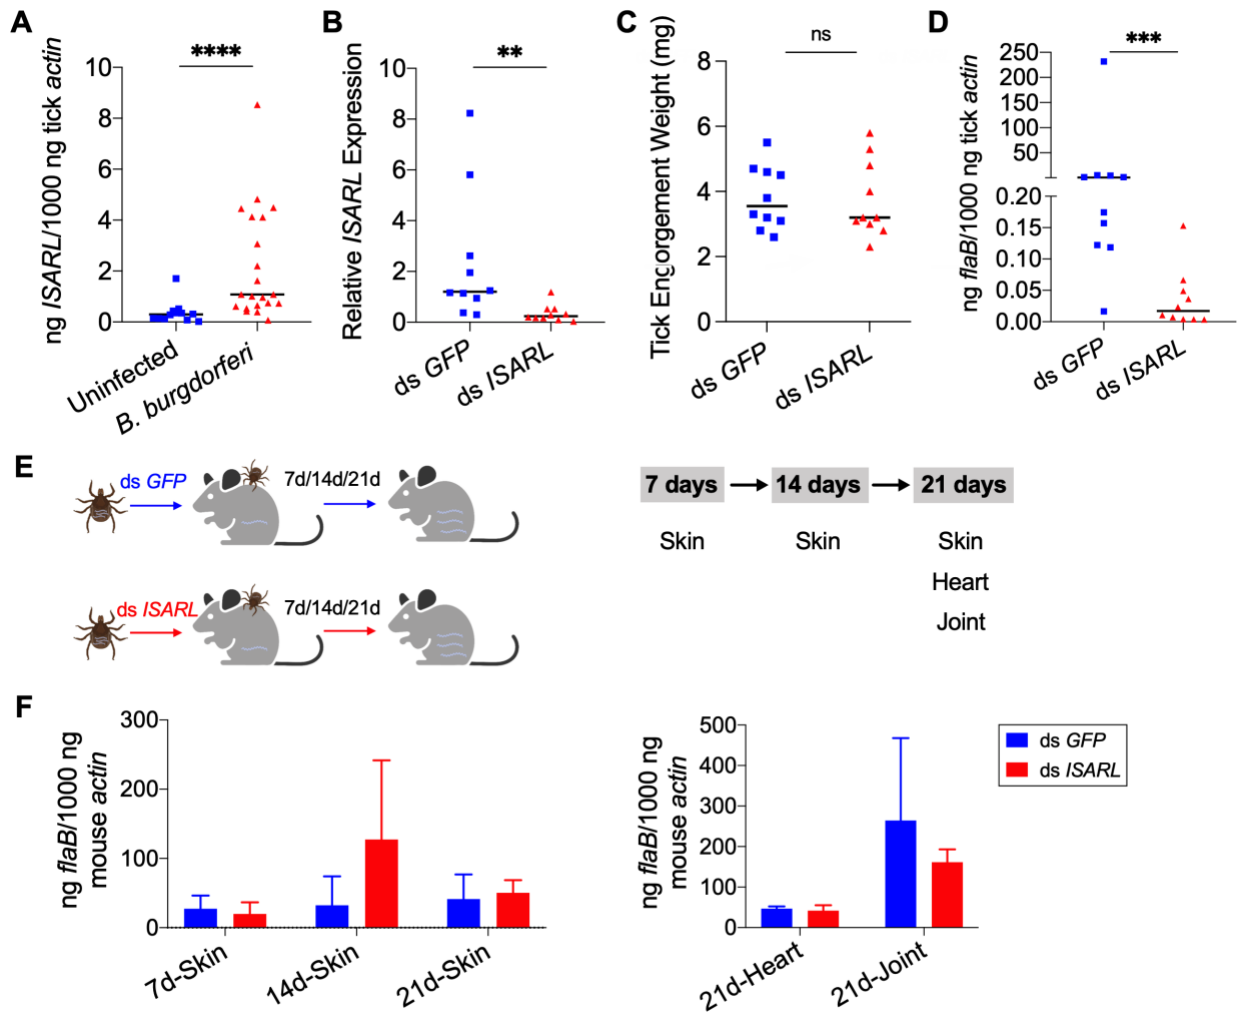 A
ng ISARL/1000 ng tick actin
10
8
6
4
2
0
****
Uninfected
B. burgdorferi
B
Relative ISARL Expression
10
8
6
4
2
0
**
ds GFP
ds ISARL
C
Tick Engorgement Weight (mg)
8
6
4
2
0
ns
ds GFP
ds ISARL
D
ng flaB/1000 ng tick actin
250
200
150
100
50
0.20
0.15
0.10
0.05
0.00
***
ds GFP
ds ISARL
E
ds GFP
7d/14d/21d
ds ISARL
7d/14d/21d
7 days
14 days
21 days
Skin
Skin
Skin
Heart
Joint
F
ng flaB/1000 ng
mouse actin
300
200
100
0
7d-Skin
14d-Skin
21d-Skin
ng flaB/1000 ng
mouse actin
500
400
300
200
100
0
21d-Heart
21d-Joint
ds GFP
ds ISARL